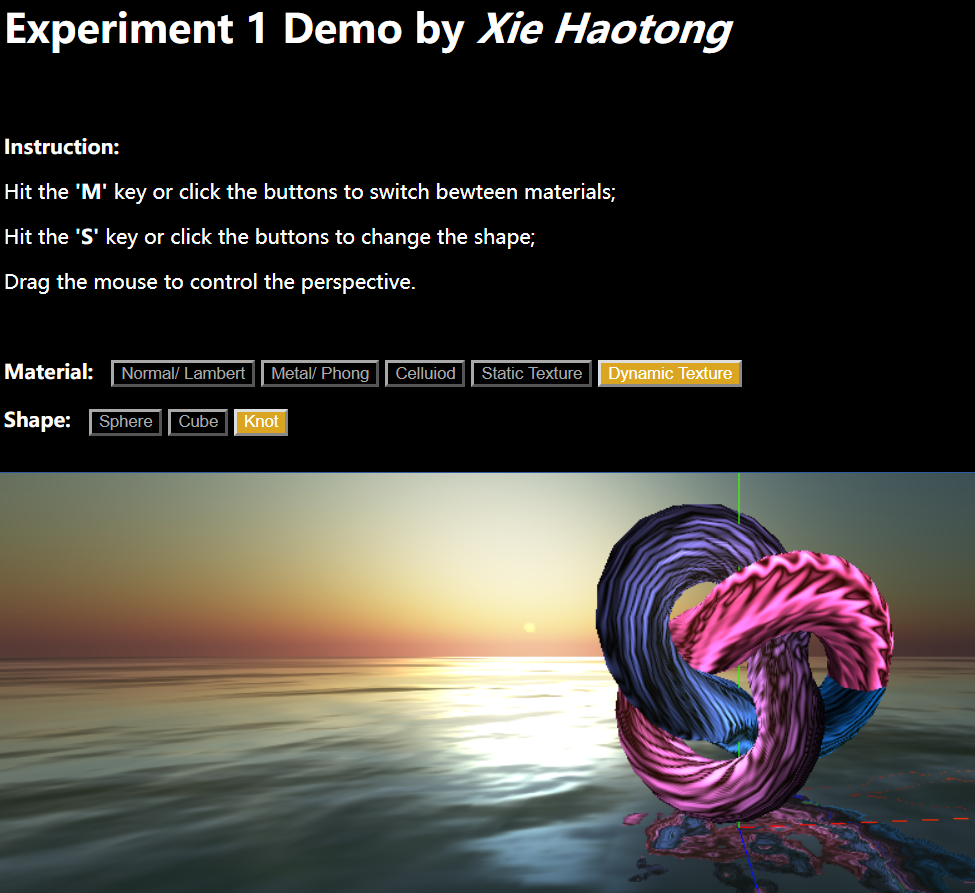 Experiment 1 Demo by Xie Haotong
Instruction:
Hit the 'M' key or click the buttons to switch bewteen materials;
Hit the 'S' key or click the buttons to change the shape;
Drag the mouse to control the perspective.
Material: Normal/ Lambert Metal/ Phong Celluiod Static Texture Dynamic Texture
Shape: Sphere Cube Knot